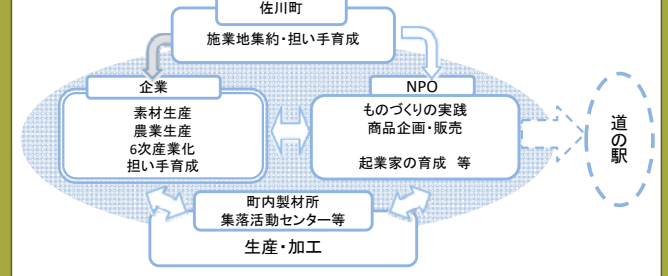 佐川町
施業地集約・担い手育成
企業
素材生産
農業生産
6次産業化
担い手育成
NPO
ものづくりの実践
商品企画・販売
起業家の育成　等
道の駅
町内製材所
集落活動センター等
生産・加工